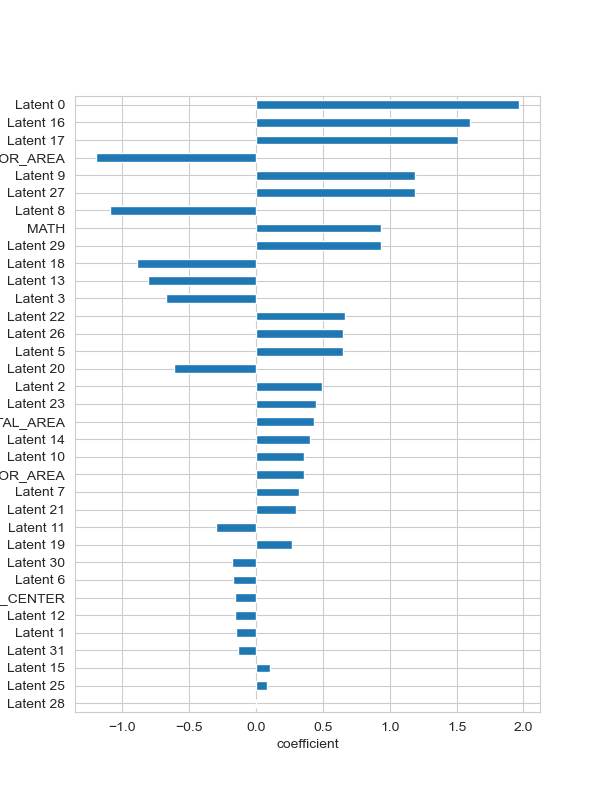 Latent 0
Latent 16
Latent 17
OR_AREA
Latent 9
Latent 27
Latent 8
MATH
Latent 29
Latent 18
Latent 13
Latent 3
Latent 22
Latent 26
Latent 5
Latent 20
Latent 2
Latent 23
TAL_AREA
Latent 14
Latent 10
OR_AREA
Latent 7
Latent 21
Latent 11
Latent 19
Latent 30
Latent 6
_CENTER
Latent 12
Latent 1
Latent 31
Latent 15
Latent 25
Latent 28
−1.0 −0.5 0.0 0.5 1.0 1.5 2.0
coefficient